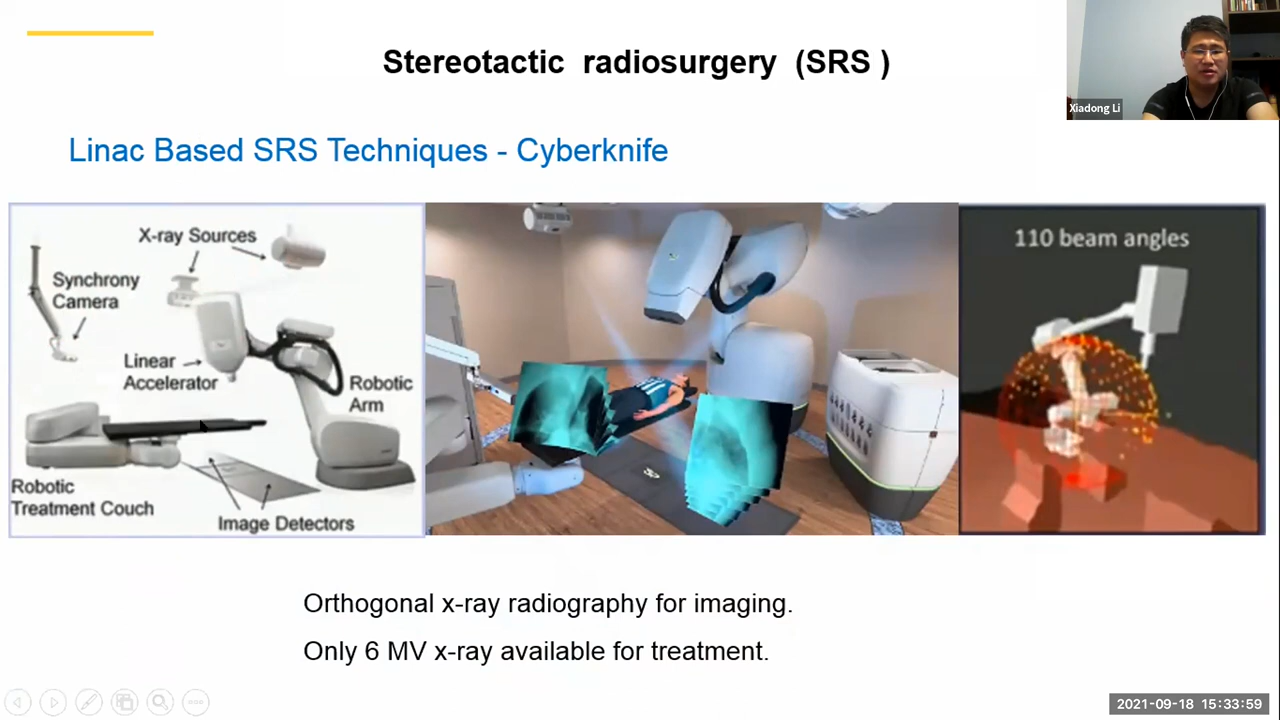 Stereotactic radiosurgery (SRS )
Xiadong Li
Linac Based SRS Techniques - Cyberknife
X-ray Sources
Synchrony
Camera
Linear
Accelerator
Robotic
Arm
Robotic
Treatment Couch
Image Detectors
110 beam angles
Orthogonal x-ray radiography for imaging.
Only 6 MV x-ray available for treatment.
2021-09-18 15:33:59